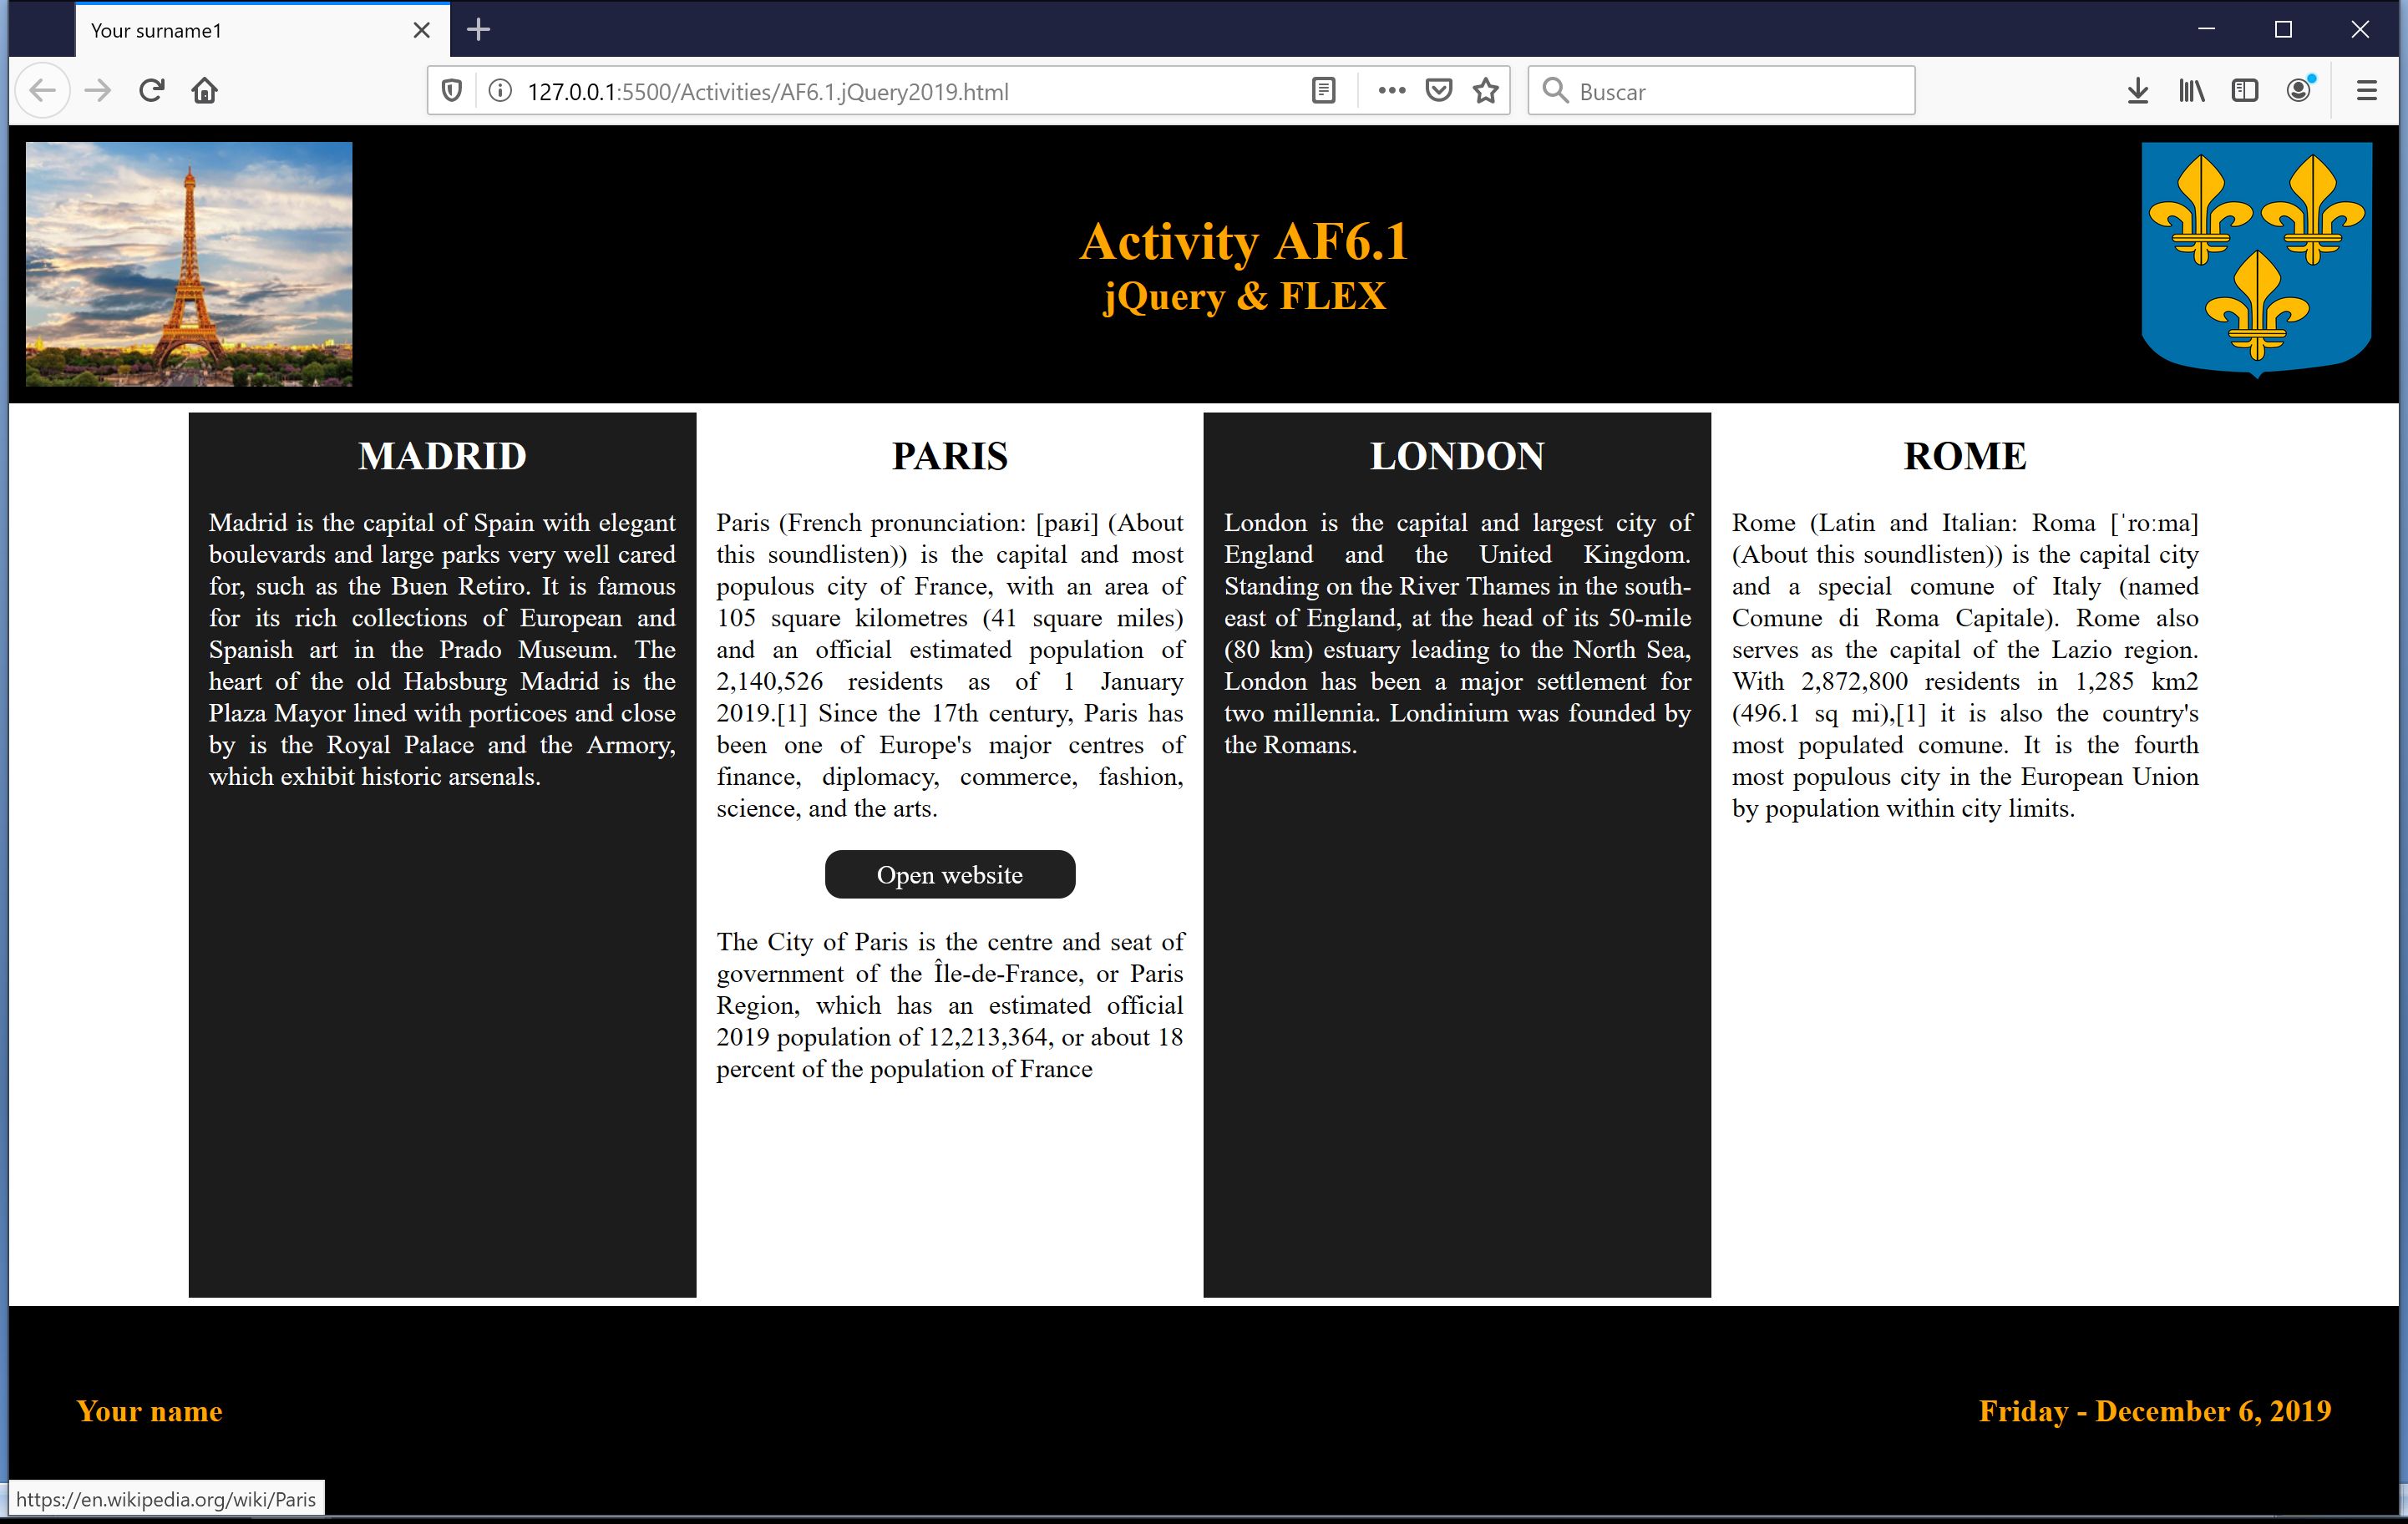 Your surname1
127.0.0.1:5500/Activities/AF6.1.jQuery2019.html
Buscar
Activity AF6.1
jQuery & FLEX
MADRID
Madrid is the capital of Spain with elegant
boulevards and large parks very well cared
for, such as the Buen Retiro. It is famous
for its rich collections of European and
Spanish art in the Prado Museum. The
heart of the old Habsburg Madrid is the
Plaza Mayor lined with porticoes and close
by is the Royal Palace and the Armory,
which exhibit historic arsenals.
PARIS
Paris (French pronunciation: [paʁi] (About
this soundlisten)) is the capital and most
populous city of France, with an area of
105 square kilometres (41 square miles)
and an official estimated population of
2,140,526 residents as of 1 January
2019.[1] Since the 17th century, Paris has
been one of Europe's major centres of
finance, diplomacy, commerce, fashion,
science, and the arts.
Open website
The City of Paris is the centre and seat of
government of the Île-de-France, or Paris
Region, which has an estimated official
2019 population of 12,213,364, or about 18
percent of the population of France
LONDON
London is the capital and largest city of
England and the United Kingdom.
Standing on the River Thames in the south-
east of England, at the head of its 50-mile
(80 km) estuary leading to the North Sea,
London has been a major settlement for
two millennia. Londinium was founded by
the Romans.
ROME
Rome (Latin and Italian: Roma [ˈroːma]
(About this soundlisten)) is the capital city
and a special comune of Italy (named
Comune di Roma Capitale). Rome also
serves as the capital of the Lazio region.
With 2,872,800 residents in 1,285 km2
(496.1 sq mi),[1] it is also the country's
most populated comune. It is the fourth
most populous city in the European Union
by population within city limits.
Your name
Friday - December 6, 2019
https://en.wikipedia.org/wiki/Paris